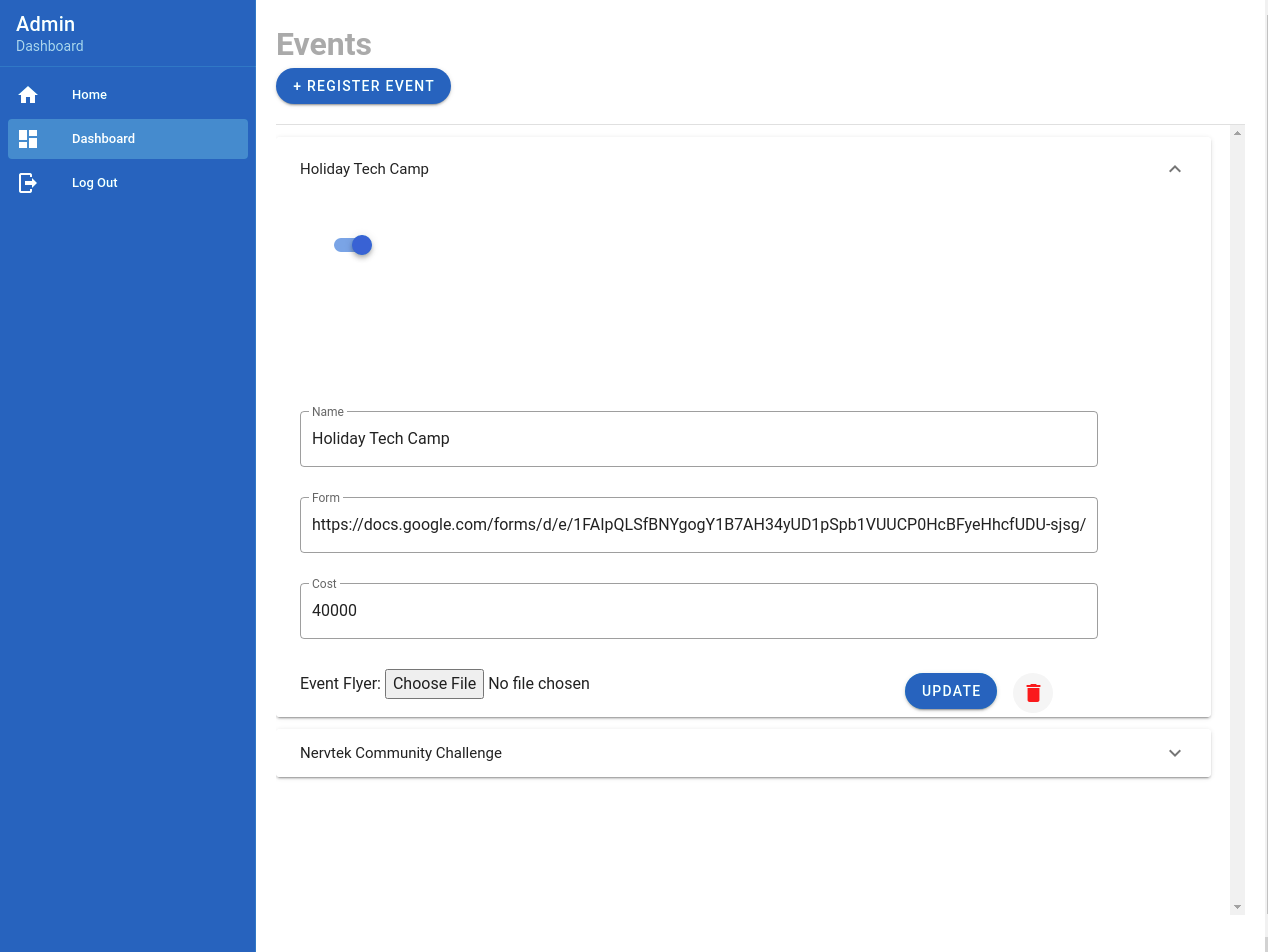 Admin
Dashboard
Home
Dashboard
Log Out
Events
+ REGISTER EVENT
Holiday Tech Camp
Name
Holiday Tech Camp
Form
https://docs.google.com/forms/d/e/1FAIpQLSfBNYgogY1B7AH34yUD1pSpb1VUUCP0HcBFyeHhcfUDU-sjsg/
Cost
40000
Event Flyer: Choose File No file chosen
UPDATE
Nervtek Community Challenge